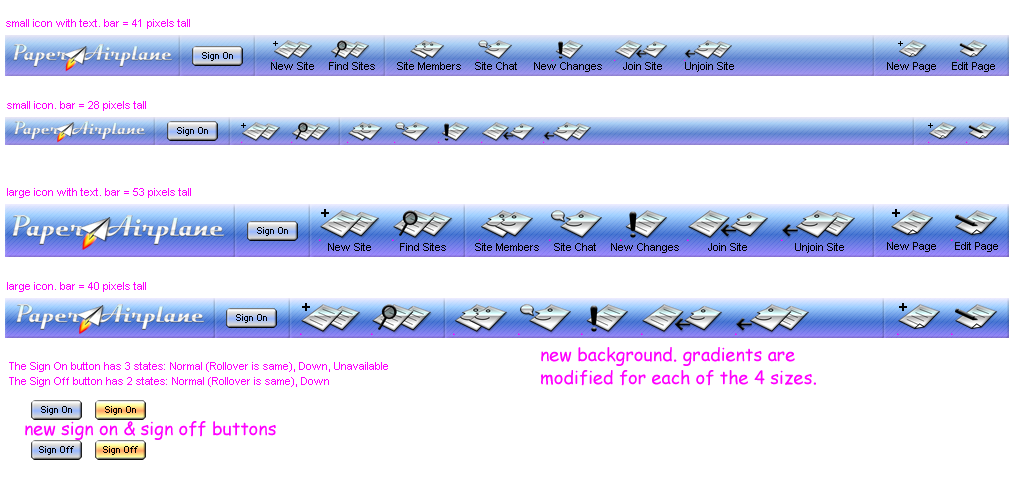 small icon with text. bar = 41 pixels tall
Paper Airplane Sign On New Site Find Sites Site Members Site Chat New Changes Join Site Unjoin Site New Page Edit Page
small icon. bar = 28 pixels tall
Paper Airplane Sign On
large icon with text. bar = 53 pixels tall
Paper Airplane Sign On New Site Find Sites Site Members Site Chat New Changes Join Site Unjoin Site New Page Edit Page
large icon. bar = 40 pixels tall
Paper Airplane Sign On
new background. gradients are
modified for each of the 4 sizes.
The Sign On button has 3 states: Normal (Rollover is same), Down, Unavailable
The Sign Off button has 2 states: Normal (Rollover is same), Down
Sign On Sign On
new sign on & sign off buttons
Sign Off Sign Off